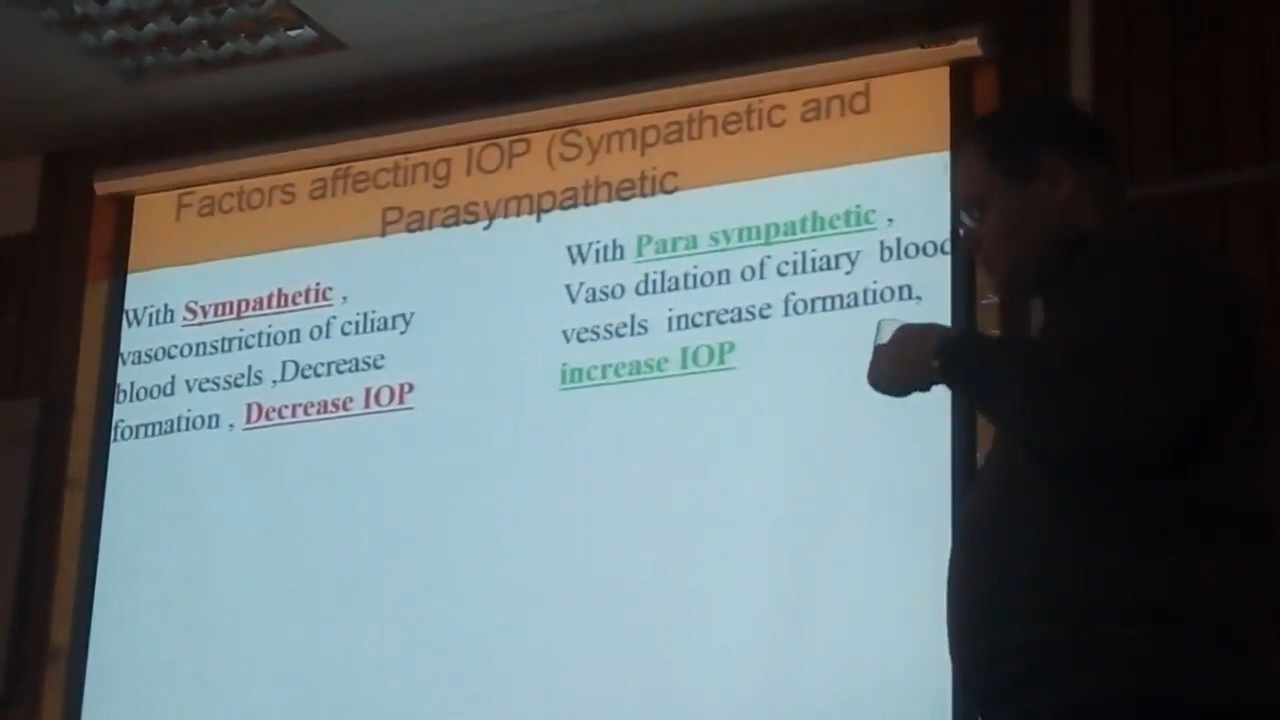 Factors affecting IOP (Sympathetic and
Parasympathetic
With Sympathetic ,
vasoconstriction of ciliary
blood vessels ,Decrease
formation , Decrease IOP
With Para sympathetic ,
Vaso dilation of ciliary blood
vessels increase formation,
increase IOP